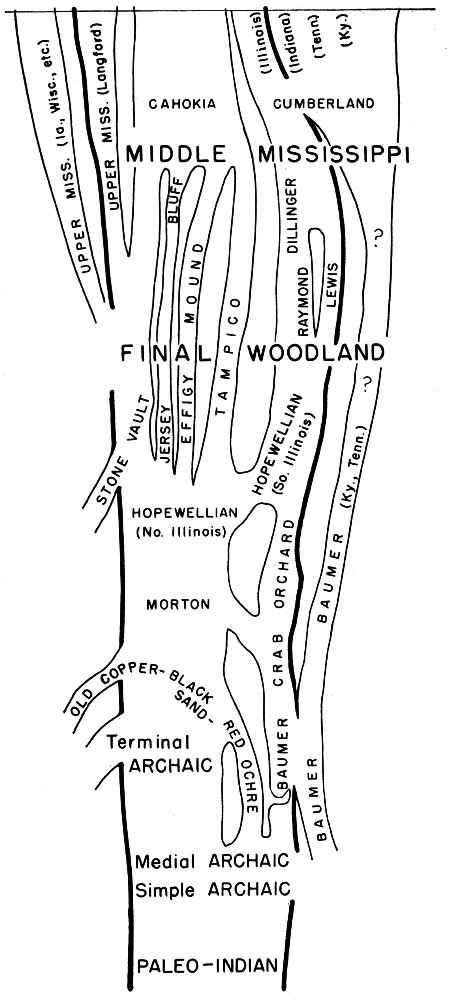 UPPER MISS. (Ia., Wisc., etc.)
UPPER MISS. (Langford)
(Illinois)
(Indiana)
(Tenn)
(Ky.)
CAHOKIA
CUMBERLAND
MIDDLE MISSISSIPPI
BLUFF
DILLINGER
?
EFFIGY MOUND
TAMPICO
RAYMOND
LEWIS
FINAL WOODLAND
?
JERSEY
STONE VAULT
HOPEWELLIAN
(So. Illinois)
HOPEWELLIAN
(No. Illinois)
BAUMER (Ky., Tenn.)
CRAB ORCHARD
MORTON
OLD COPPER-BLACK
SAND-
RED OCHRE
BAUMER
BAUMER
Terminal
ARCHAIC
Medial ARCHAIC
Simple ARCHAIC
PALEO-INDIAN